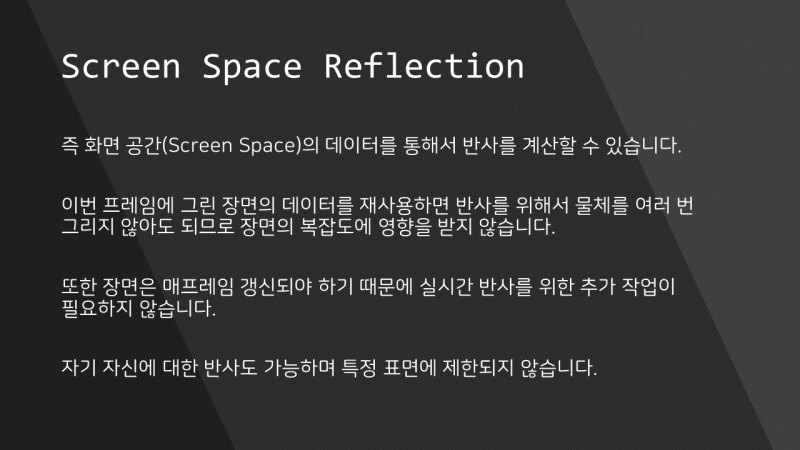 Screen Space Reflection
즉 화면 공간(Screen Space)의 데이터를 통해서 반사를 계산할 수 있습니다.
이번 프레임에 그린 장면의 데이터를 재사용하면 반사를 위해서 물체를 여러 번
그리지 않아도 되므로 장면의 복잡도에 영향을 받지 않습니다.
또한 장면은 매프레임 갱신되야 하기 때문에 실시간 반사를 위한 추가 작업이
필요하지 않습니다.
자기 자신에 대한 반사도 가능하며 특정 표면에 제한되지 않습니다.